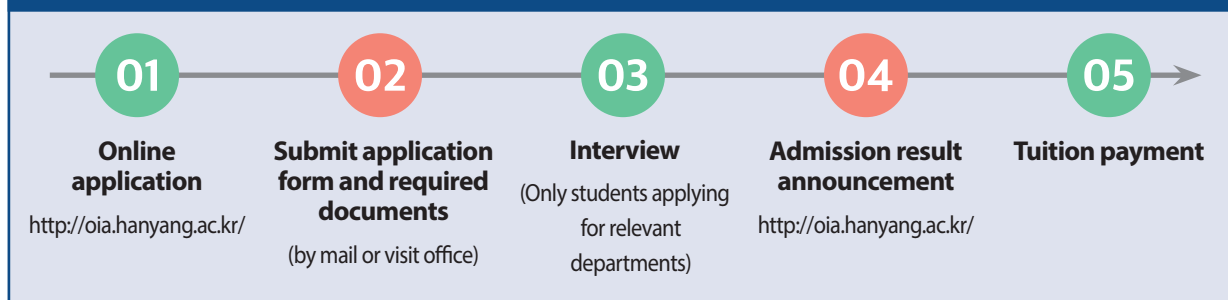 01
Online
application
http://oia.hanyang.ac.kr/
02
Submit application
form and required
documents
(by mail or visit office)
03
Interview
(Only students applying
for relevant
departments)
04
Admission result
announcement
http://oia.hanyang.ac.kr/
05
Tuition payment